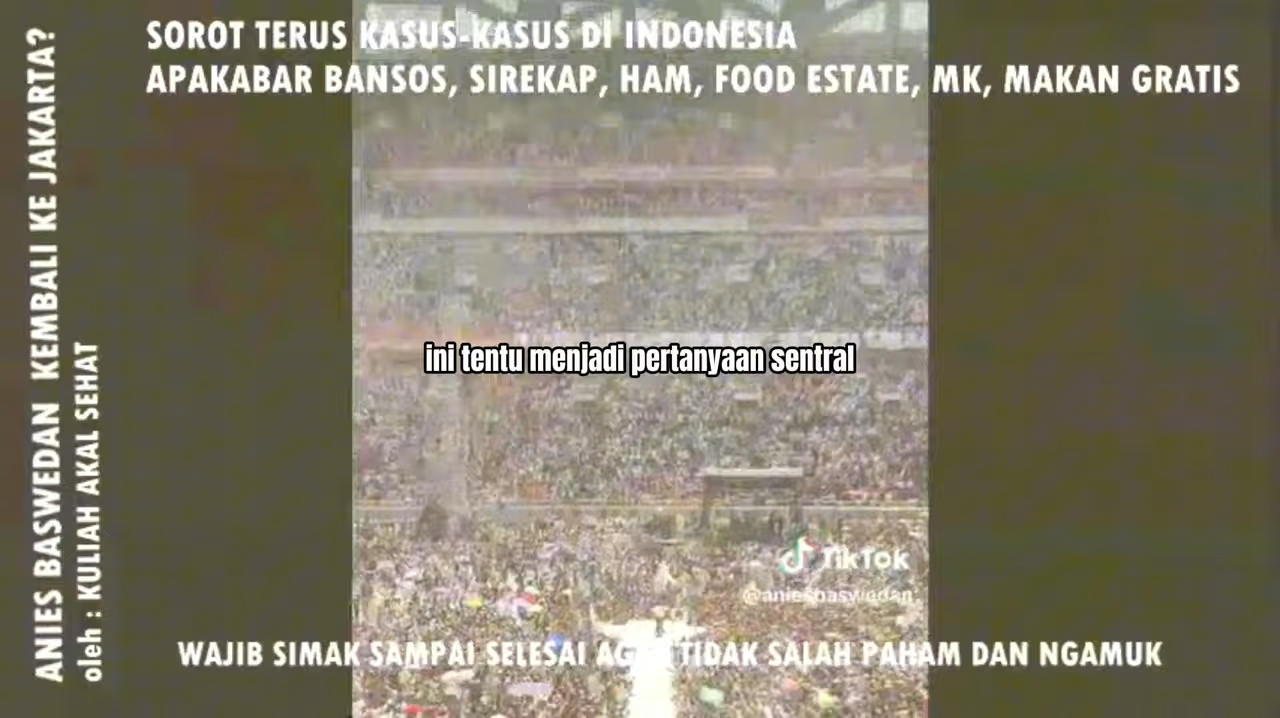 SOROT TERUS KASUS-KASUS DI INDONESIA
APAKABAR BANSOS, SIREKAP, HAM, FOOD ESTATE, MK, MAKAN GRATIS
ANIES BASWEDAN KEMBALI KE JAKARTA?
oleh : KULIAH AKAL SEHAT
ini tentu menjadi pertanyaan sentral
TikTok
@aniesbaswedan
WAJIB SIMAK SAMPAI SELESAI AGAR TIDAK SALAH PAHAM DAN NGAMUK